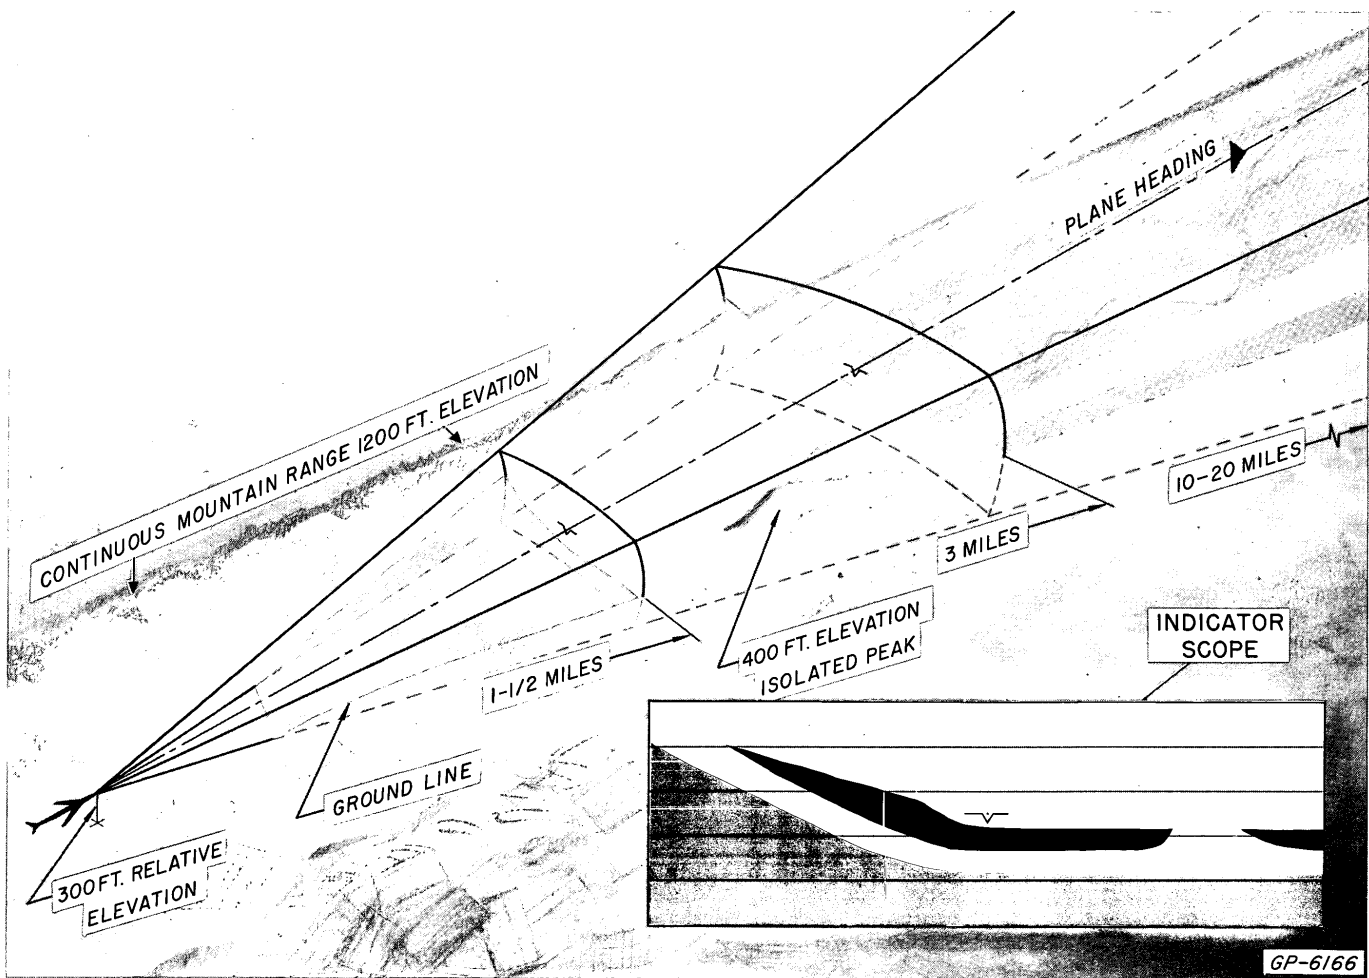 PLANE HEADING
CONTINUOUS MOUNTAIN RANGE 1200 FT. ELEVATION
10-20 MILES
3 MILES
400 FT. ELEVATION
ISOLATED PEAK
1-1/2 MILES
INDICATOR
SCOPE
GROUND LINE
300 FT. RELATIVE
ELEVATION
GP-6166